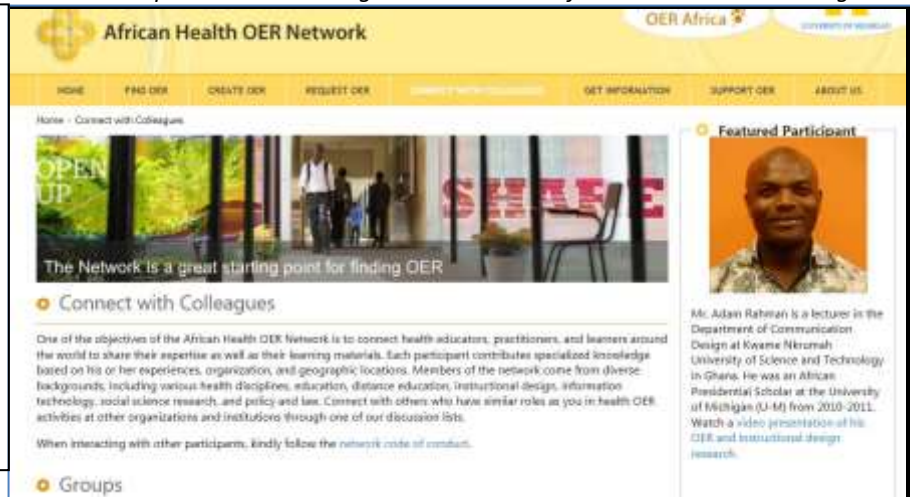 OER Africa
African Health OER Network
HOME FIND OER CREATE OER REQUEST OER CONNECT WITH COLLEAGUES GET INFORMATION SUPPORT OER ABOUT US
Home - Connect with Colleagues
OPEN
UP
SHARE
The Network is a great starting point for finding OER
Connect with Colleagues
One of the objectives of the African Health OER Network is to connect health educators, practitioners, and learners around
the world to share their expertise as well as their learning materials. Each participant contributes specialized knowledge
based on his or her experiences, organization, and geographic locations. Members of the network come from diverse
backgrounds, including various health disciplines, education, distance education, instructional design, information
technology, social science research, and policy and law. Connect with others who have similar roles as you in health OER
activities at other organizations and institutions through one of our discussion lists.
When interacting with other participants, kindly follow the network code of conduct.
Groups
Featured Participant
Mr. Adam Rahman is a lecturer in the
Department of Communication
Design at Kwame Nkrumah
University of Science and Technology
in Ghana. He was an African
Presidential Scholar at the University
of Michigan (U-M) from 2010-2011.
Watch a video presentation of his
OER and instructional design
research.